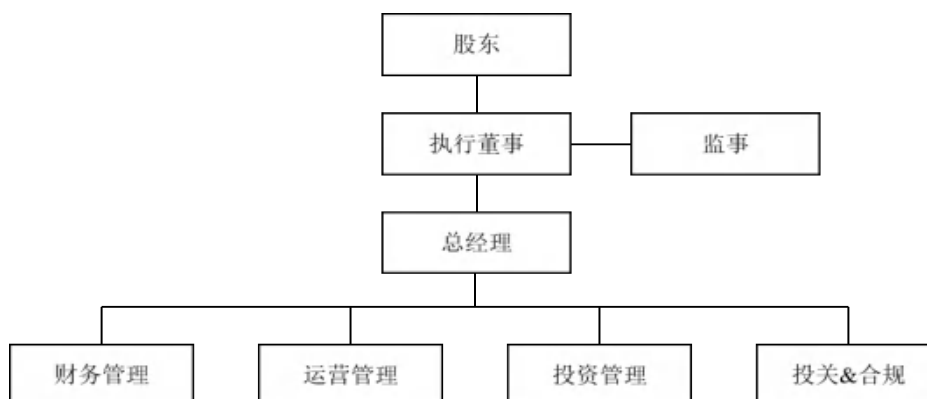 股东
执行董事
监事
总经理
财务管理
运营管理
投资管理
投关&合规